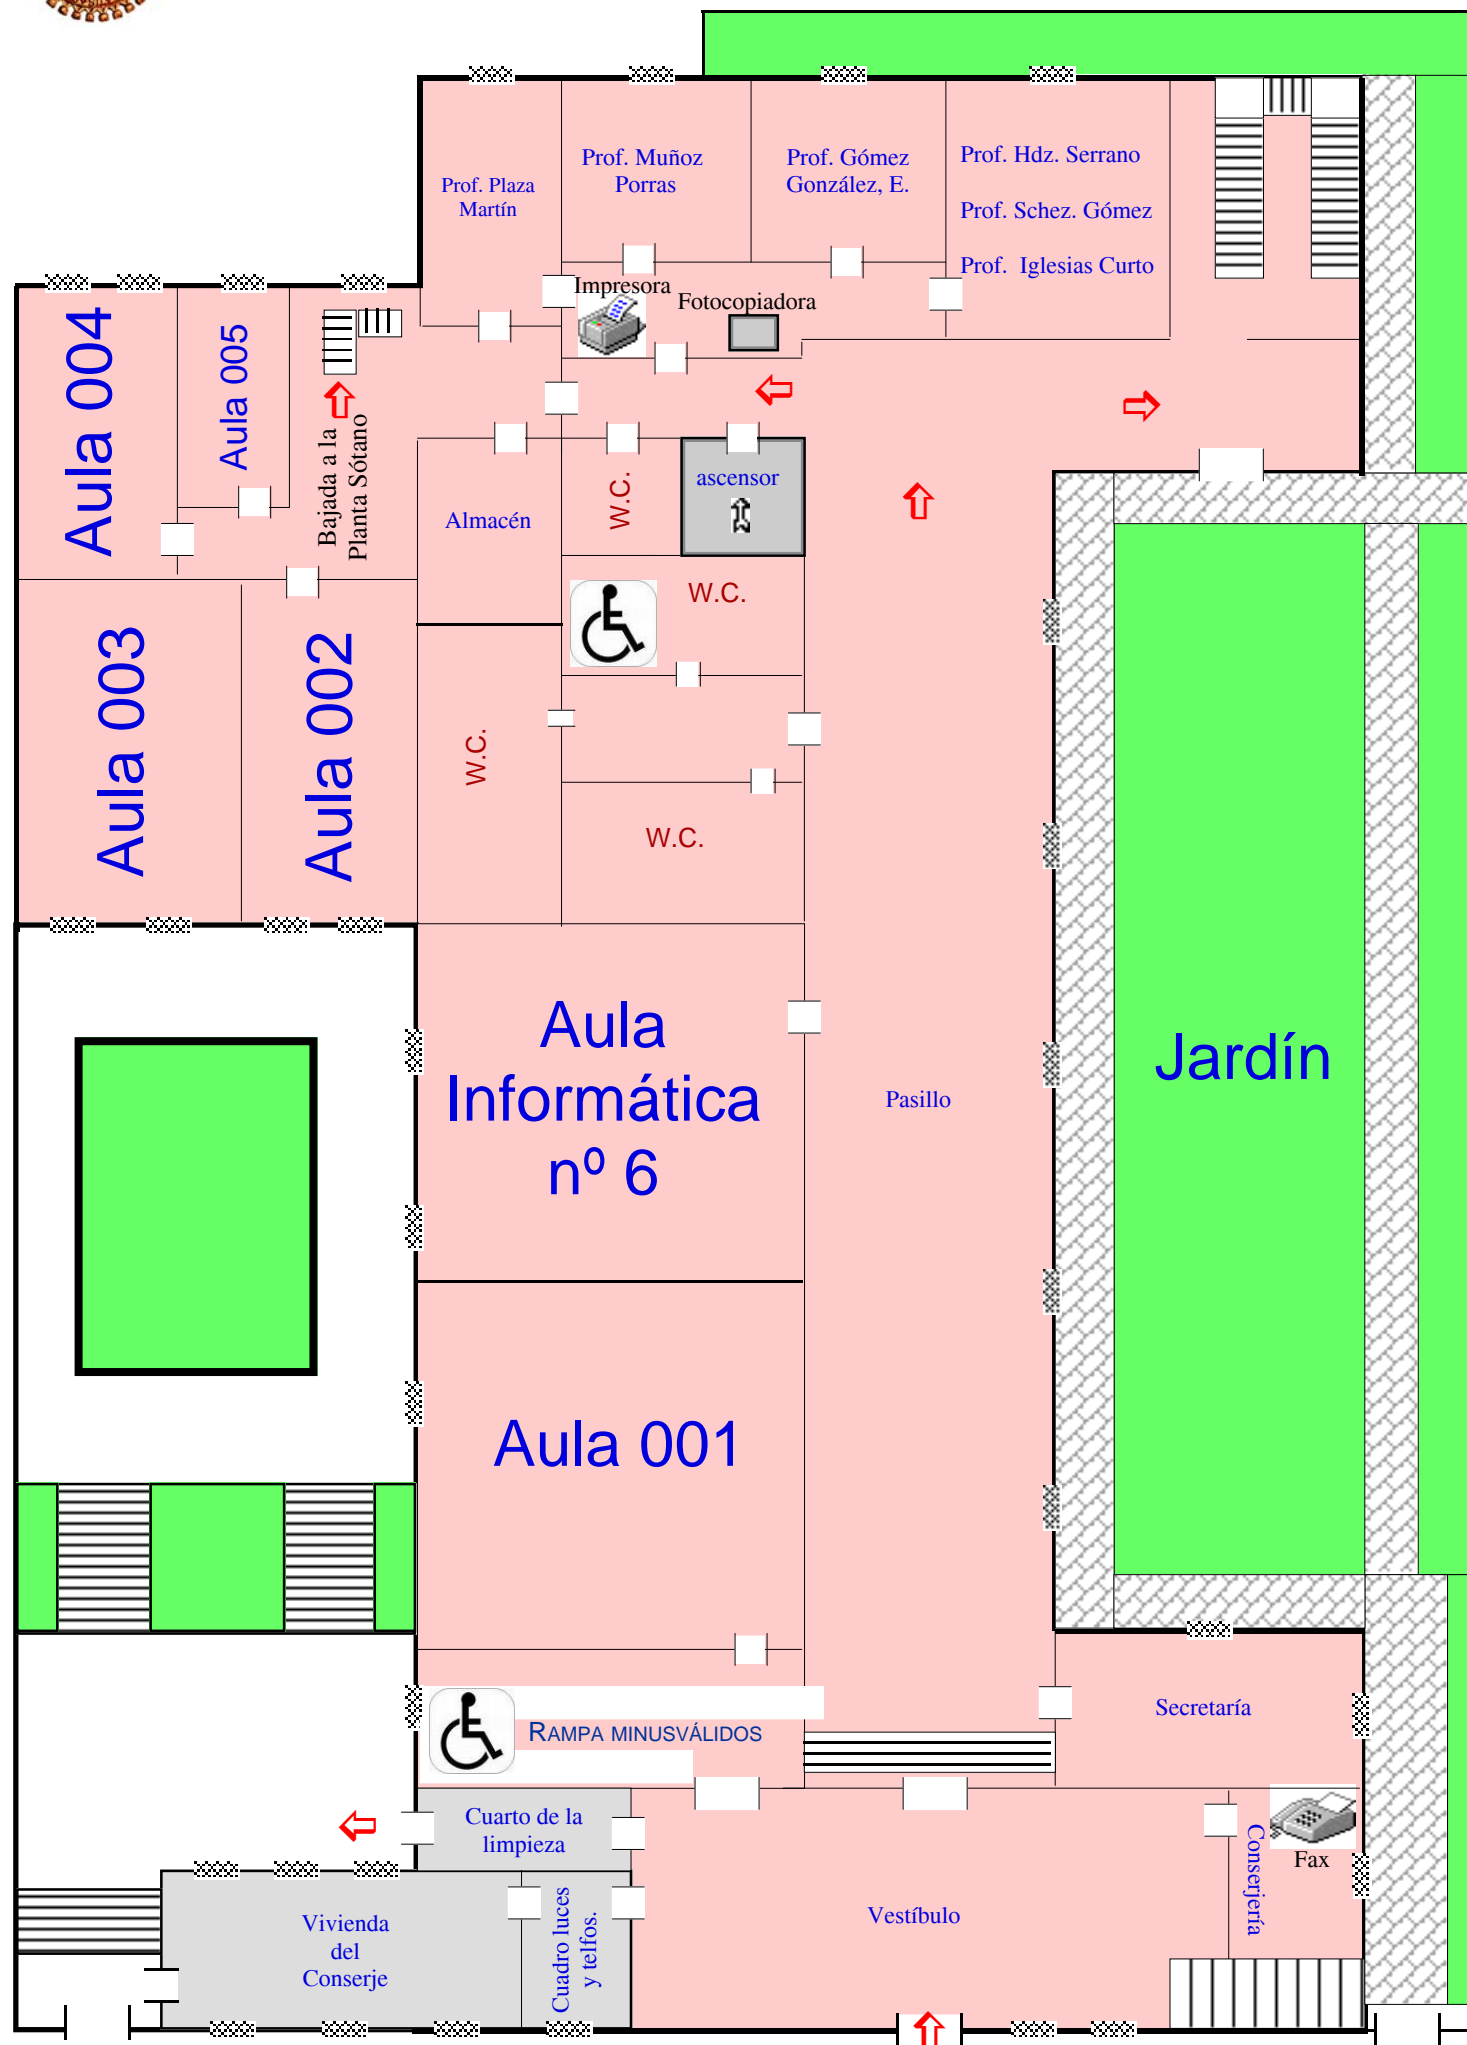 Prof. Plaza
Martín
Prof. Muñoz
Porras
Prof. Gómez
González, E.
Prof. Hdz. Serrano
Prof. Schez. Gómez
Prof. Iglesias Curto
Impresora
Fotocopiadora
Aula 004
Aula 005
Bajada a la
Planta Sótano
Almacén
W.C.
ascensor
W.C.
Aula 003
Aula 002
W.C.
W.C.
Aula
Informática
nº 6
Pasillo
Jardín
Aula 001
RAMPA MINUSVÁLIDOS
Secretaría
Cuarto de la
limpieza
Conserjería
Fax
Vivienda
del
Conserje
Cuadro luces
y telfos.
Vestíbulo